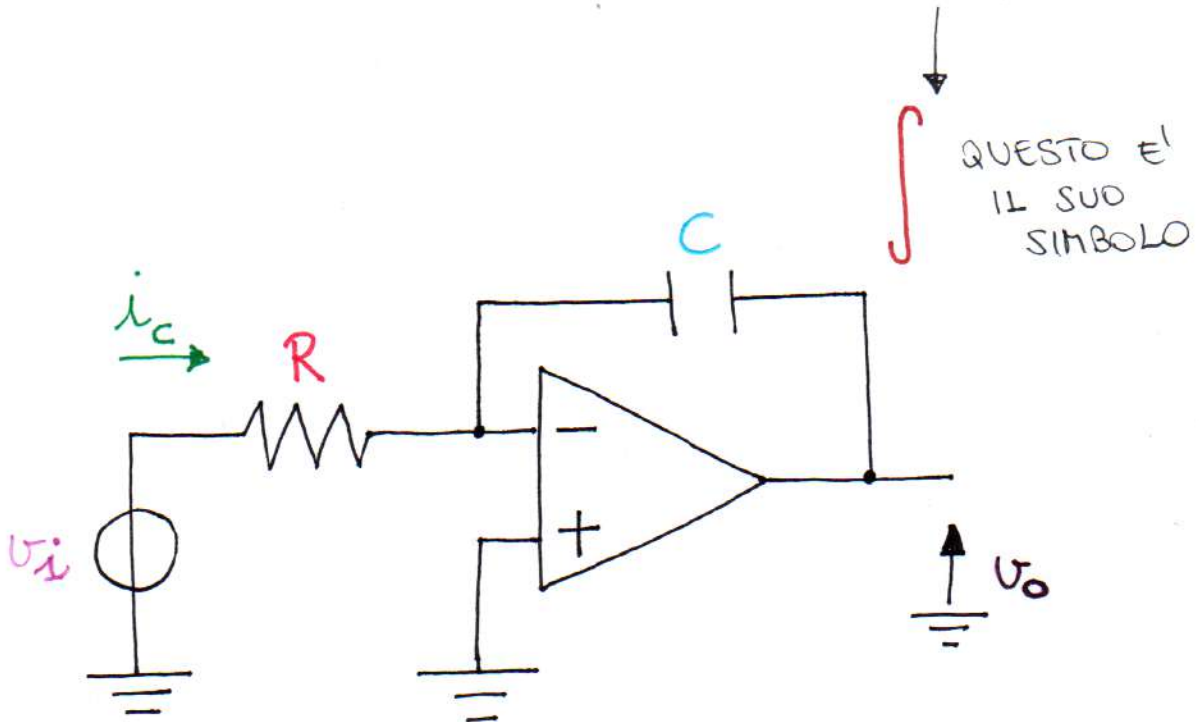 ∫
QUESTO E'
IL SUO
SIMBOLO
C
i_c
R
−
+
v_i
v_o